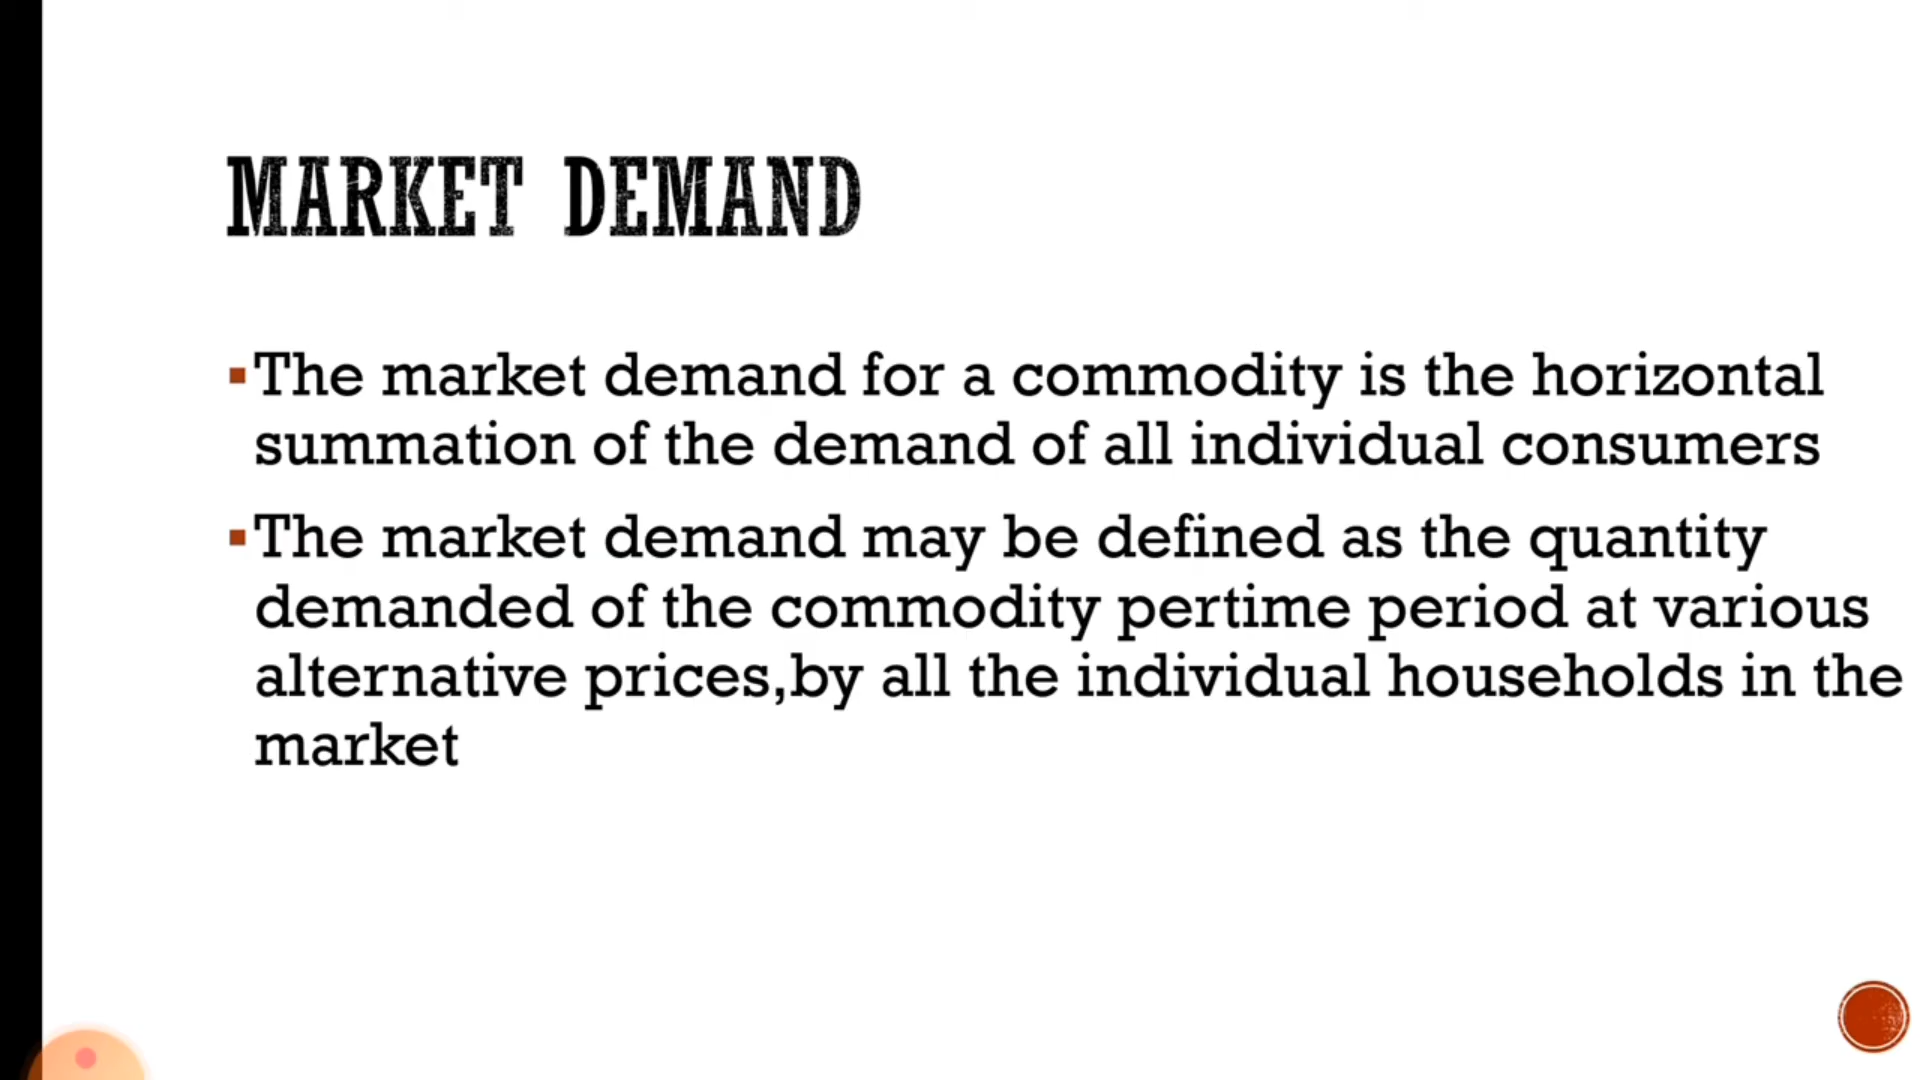 MARKET DEMAND
▪The market demand for a commodity is the horizontal
summation of the demand of all individual consumers
▪The market demand may be defined as the quantity
demanded of the commodity pertime period at various
alternative prices,by all the individual households in the
market